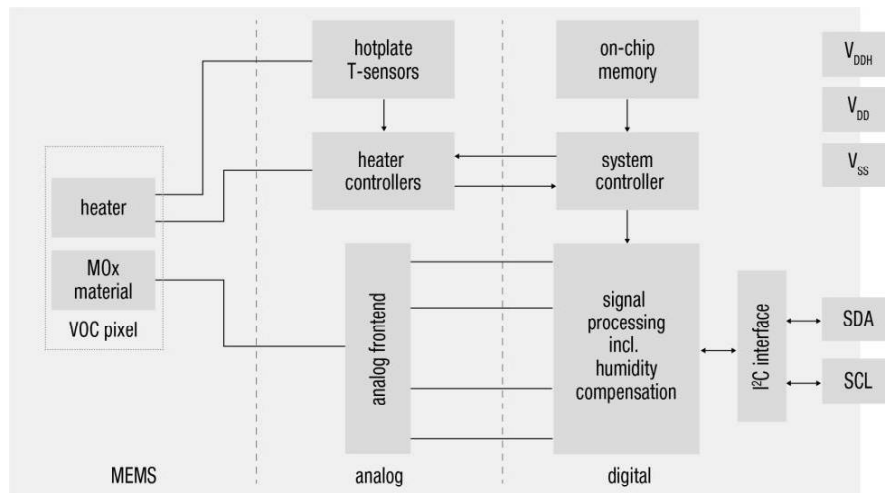 hotplate
T-sensors
on-chip
memory
V_DDH
V_DD
V_SS
heater
controllers
system
controller
heater
MOx
material
VOC pixel
analog frontend
signal
processing
incl.
humidity
compensation
I²C interface
SDA
SCL
MEMS
analog
digital